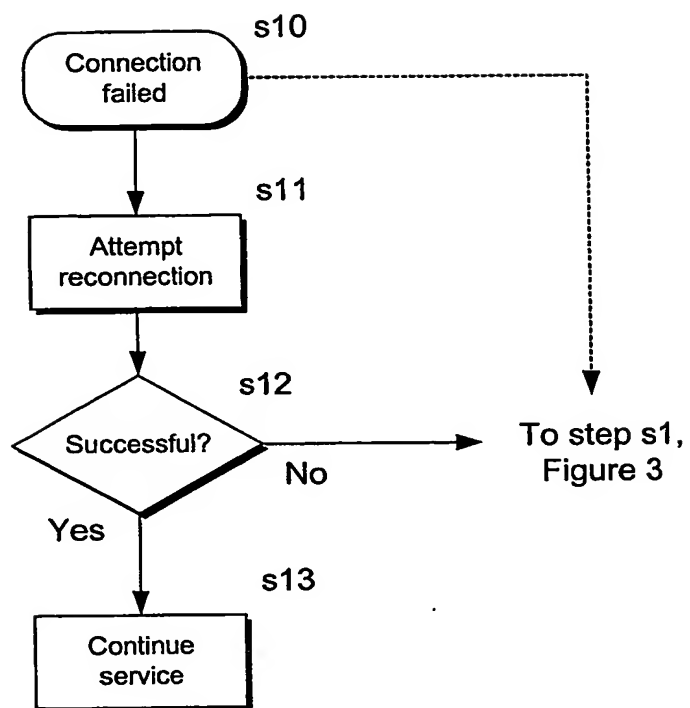 s10
Connection
failed
s11
Attempt
reconnection
s12
Successful?
No
To step s1,
Figure 3
Yes
s13
Continue
service